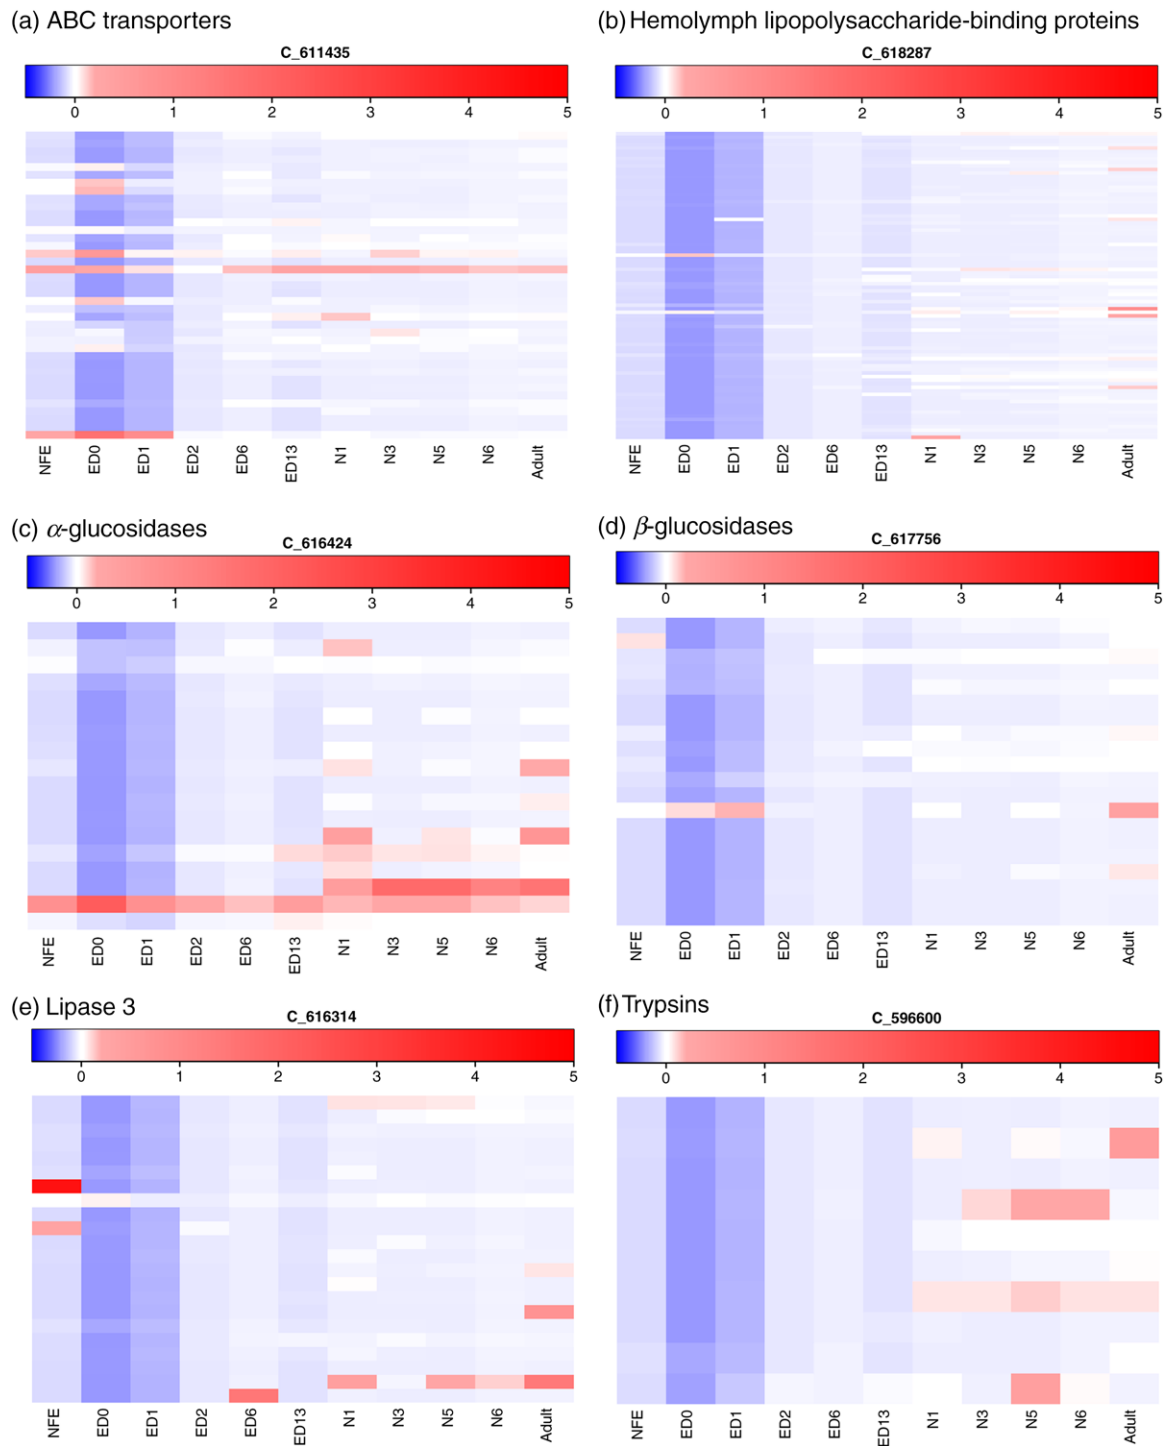 (a) ABC transporters
C_611435
0 1 2 3 4 5
NFE ED0 ED1 ED2 ED6 ED13 N1 N3 N5 N6 Adult
(b) Hemolymph lipopolysaccharide-binding proteins
C_618287
0 1 2 3 4 5
NFE ED0 ED1 ED2 ED6 ED13 N1 N3 N5 N6 Adult
(c) α-glucosidases
C_616424
0 1 2 3 4 5
NFE ED0 ED1 ED2 ED6 ED13 N1 N3 N5 N6 Adult
(d) β-glucosidases
C_617756
0 1 2 3 4 5
NFE ED0 ED1 ED2 ED6 ED13 N1 N3 N5 N6 Adult
(e) Lipase 3
C_616314
0 1 2 3 4 5
NFE ED0 ED1 ED2 ED6 ED13 N1 N3 N5 N6 Adult
(f) Trypsins
C_596600
0 1 2 3 4 5
NFE ED0 ED1 ED2 ED6 ED13 N1 N3 N5 N6 Adult